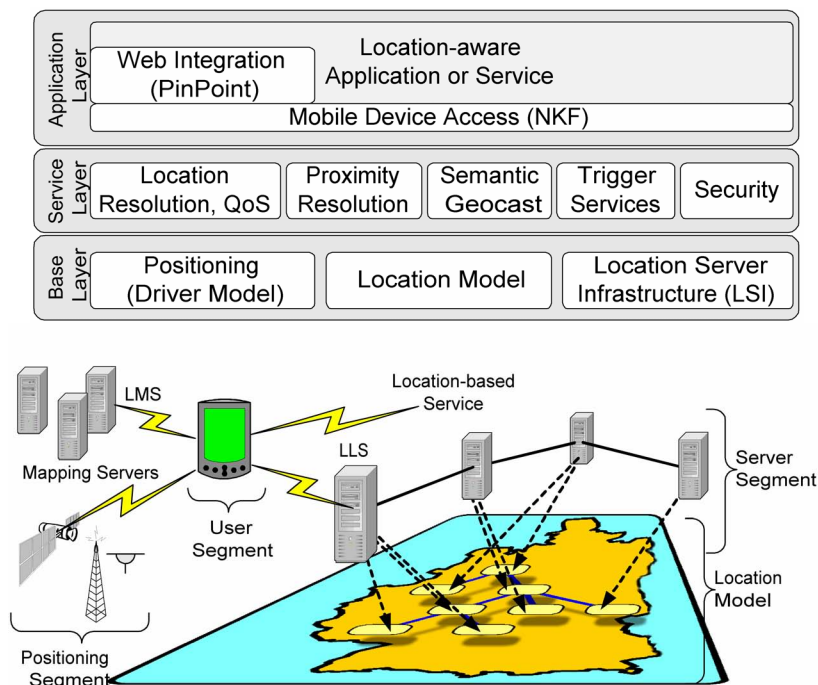 Application
Layer
Web Integration
(PinPoint)
Location-aware
Application or Service
Mobile Device Access (NKF)
Service
Layer
Location
Resolution, QoS
Proximity
Resolution
Semantic
Geocast
Trigger
Services
Security
Base
Layer
Positioning
(Driver Model)
Location Model
Location Server
Infrastructure (LSI)
LMS
Mapping Servers
Location-based
Service
LLS
User
Segment
Server
Segment
Location
Model
Positioning
Segment